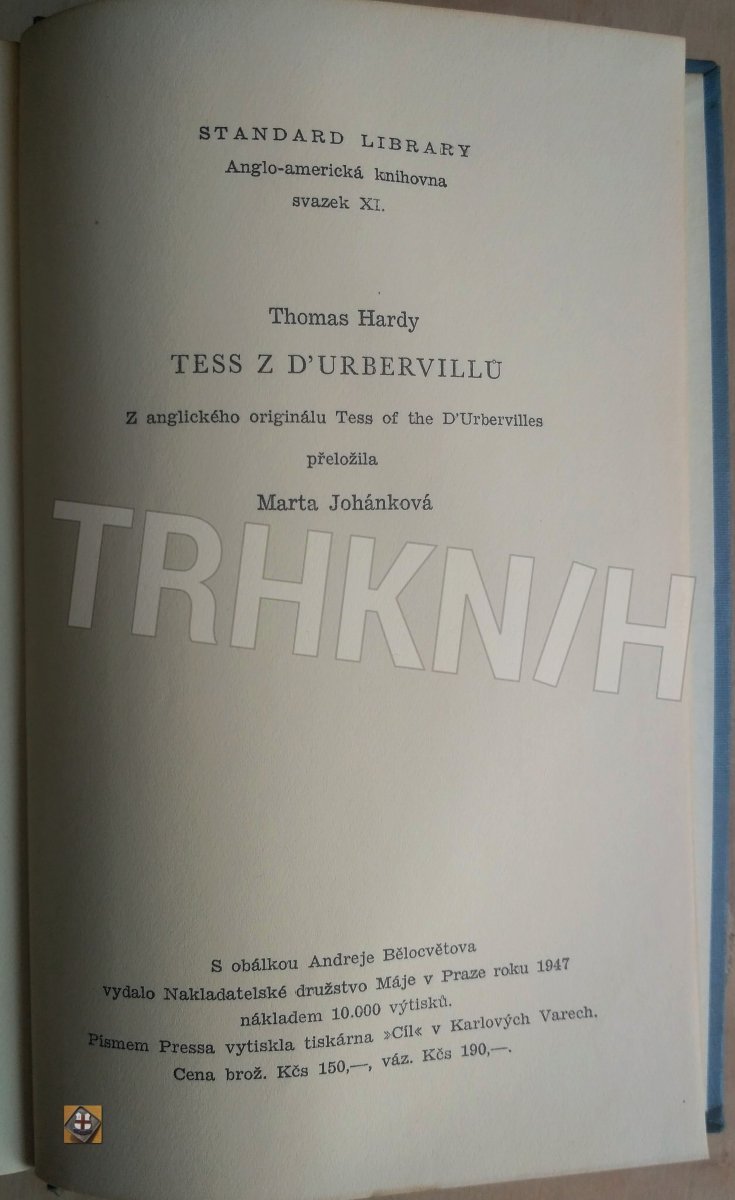 STANDARD LIBRARY
Anglo-americká knihovna
svazek XI.
Thomas Hardy
TESS Z D'URBERVILLŮ
Z anglického originálu Tess of the D'Urbervilles
přeložila
Marta Johánková
TRHKN/H
S obálkou Andreje Bělocvětova
vydalo Nakladatelské družstvo Máje v Praze roku 1947
nákladem 10.000 výtisků.
Písmem Pressa vytiskla tiskárna »Cíl« v Karlových Varech.
Cena brož. Kčs 150,—, váz. Kčs 190,—.